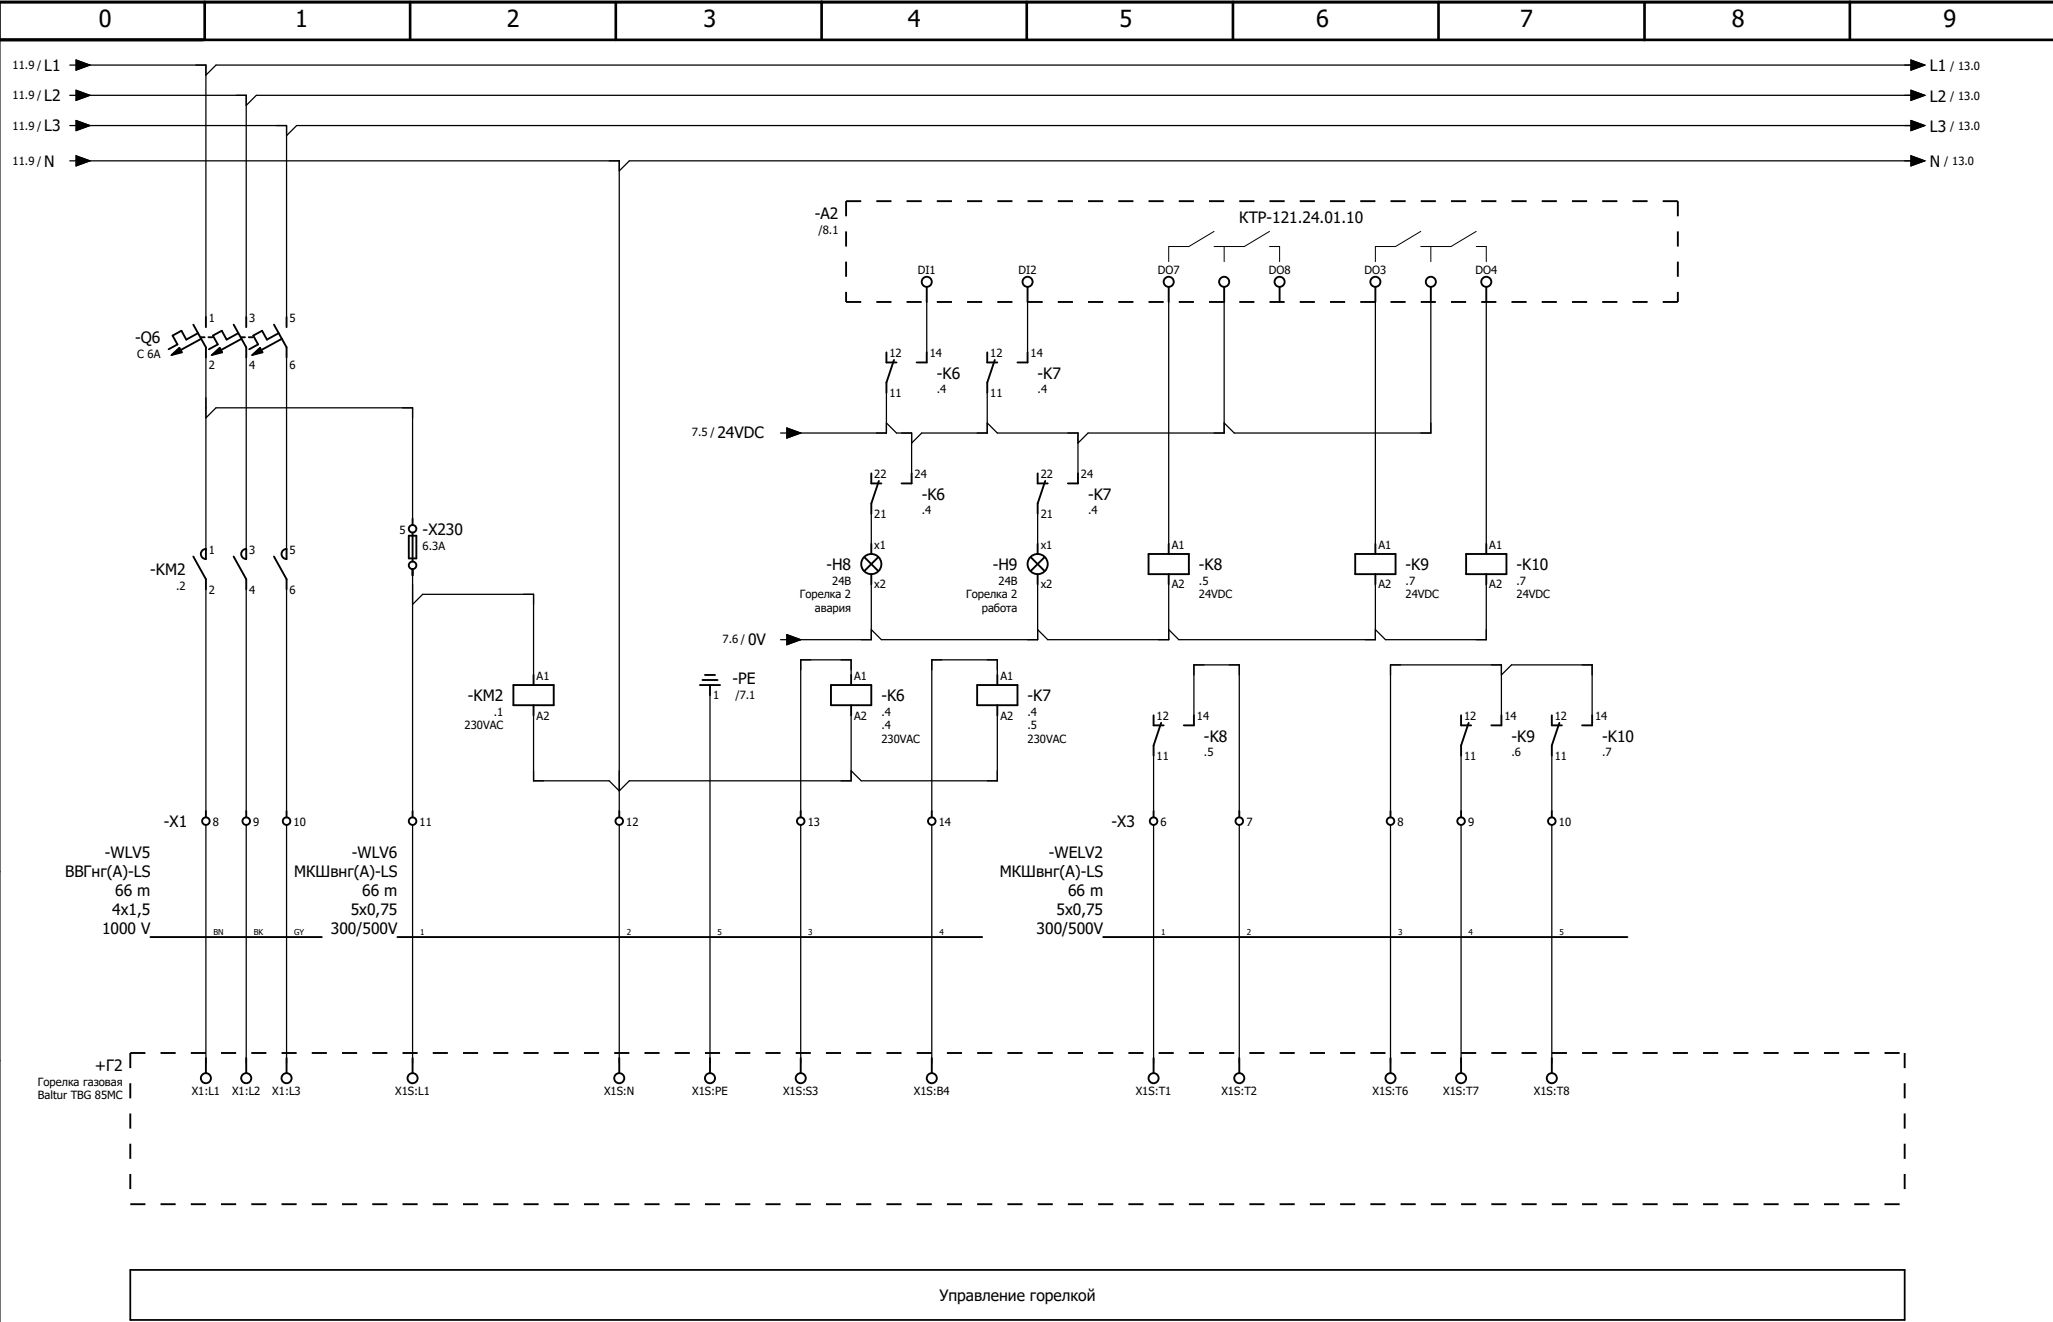 0 1 2 3 4 5 6 7 8 9
11.9 / L1
L1 / 13.0
11.9 / L2
L2 / 13.0
11.9 / L3
L3 / 13.0
11.9 / N
N / 13.0
-A2
/8.1
КТР-121.24.01.10
DI1 DI2 DO7 DO8 DO3 DO4
-Q6
C 6A
1 3 5
2 4 6
12 14
-K6
.4
11
12 14
-K7
.4
11
7.5 / 24VDC
22 24
-K6
.4
21
22 24
-K7
.4
21
-KM2
.2
1 3 5
2 4 6
5 -X230
6.3A
-H8
24В
Горелка 2
авария
x1
x2
-H9
24В
Горелка 2
работа
x1
x2
A1
A2
-K8
.5
24VDC
A1
A2
-K9
.7
24VDC
A1
A2
-K10
.7
24VDC
7.6 / 0V
-KM2
.1
230VAC
A1
A2
-PE
/7.1
1
A1
A2
-K6
.4
.4
230VAC
A1
A2
-K7
.4
.5
230VAC
12 14
-K8
.5
11
12 14
-K9
.6
11
12 14
-K10
.7
11
-X1 8 9 10 11 12 13 14
-X3 6 7 8 9 10
-WLV5
ВВГнг(А)-LS
66 m
4x1,5
1000 V
BN BK GY
-WLV6
МКШвнг(А)-LS
66 m
5x0,75
300/500V
1 2 5 3 4
-WELV2
МКШвнг(А)-LS
66 m
5x0,75
300/500V
1 2 3 4 5
+Г2
Горелка газовая
Baltur TBG 85MC
X1:L1 X1:L2 X1:L3 X1S:L1 X1S:N X1S:PE X1S:S3 X1S:B4 X1S:T1 X1S:T2 X1S:T6 X1S:T7 X1S:T8
Управление горелкой